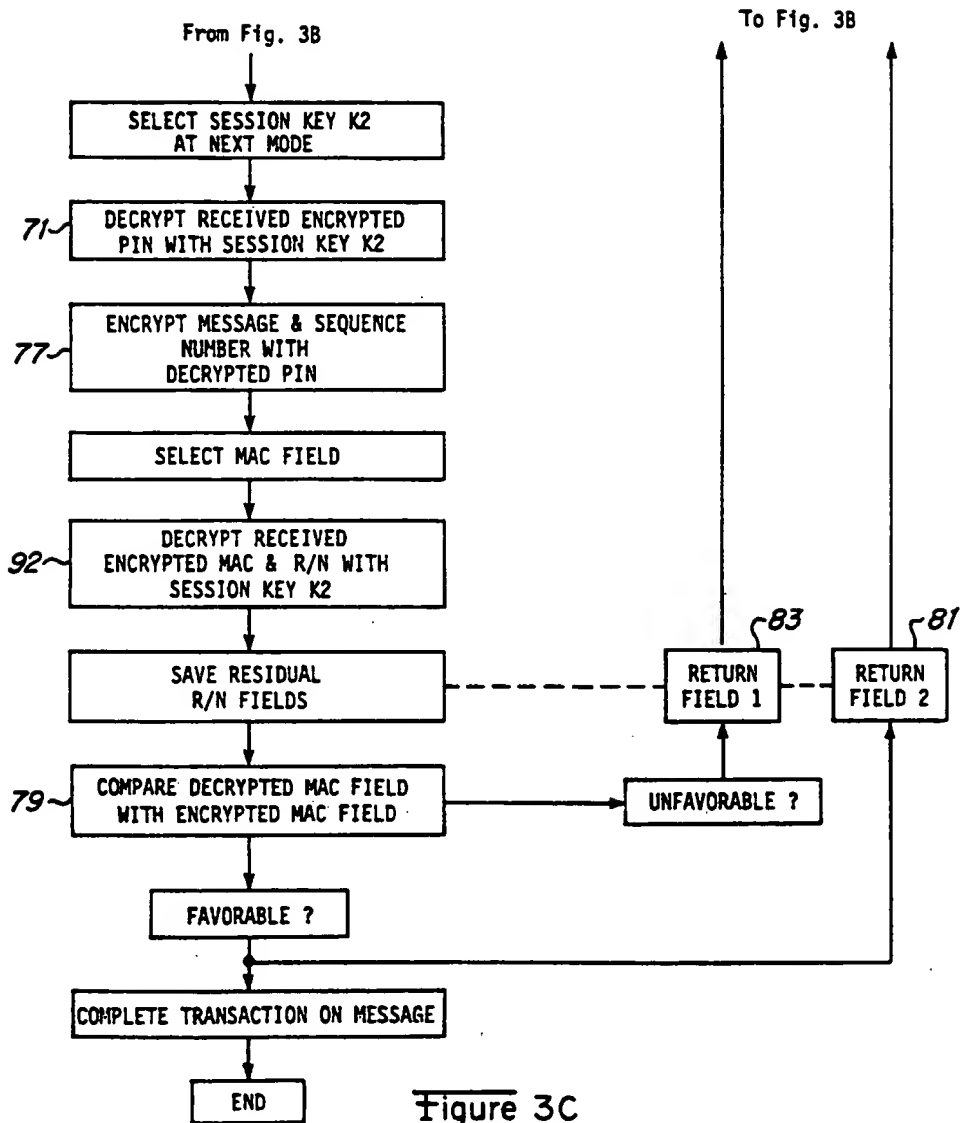 From Fig. 3B
To Fig. 3B
SELECT SESSION KEY K2
AT NEXT MODE
71
DECRYPT RECEIVED ENCRYPTED
PIN WITH SESSION KEY K2
77
ENCRYPT MESSAGE & SEQUENCE
NUMBER WITH
DECRYPTED PIN
SELECT MAC FIELD
92
DECRYPT RECEIVED
ENCRYPTED MAC & R/N WITH
SESSION KEY K2
83
81
SAVE RESIDUAL
R/N FIELDS
RETURN
FIELD 1
RETURN
FIELD 2
79
COMPARE DECRYPTED MAC FIELD
WITH ENCRYPTED MAC FIELD
UNFAVORABLE ?
FAVORABLE ?
COMPLETE TRANSACTION ON MESSAGE
END
Figure 3C